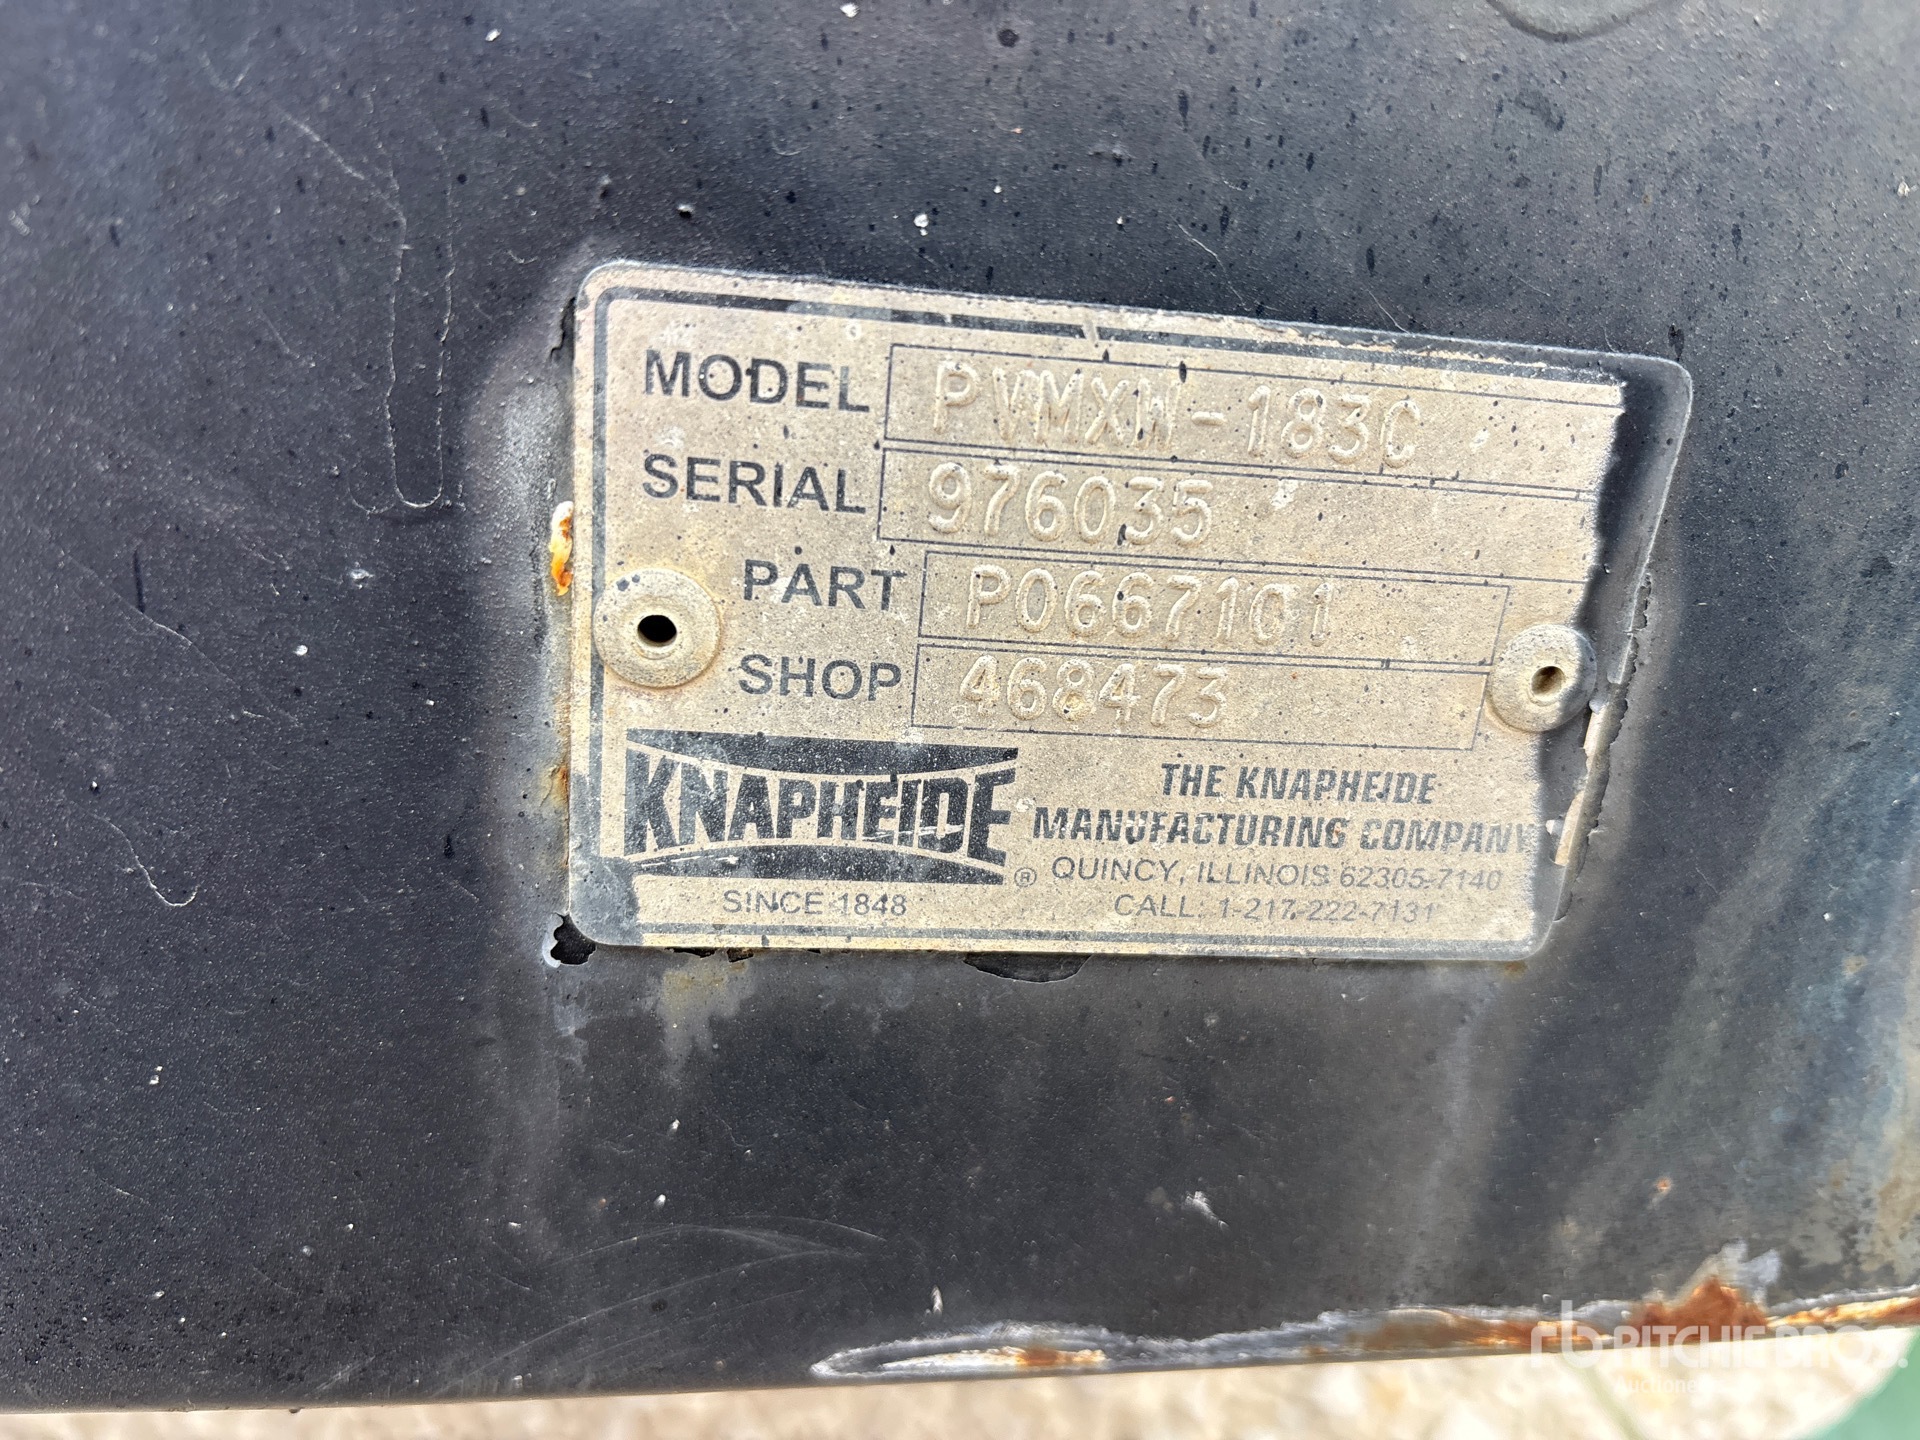 MODEL PVMXW-183C
SERIAL 976035
PART P0667101
SHOP 468473
KNAPHEIDE ®
SINCE 1848
THE KNAPHEIDE
MANUFACTURING COMPANY
QUINCY, ILLINOIS 62305-7140
CALL: 1-217-222-7131
rb RITCHIE BROS.